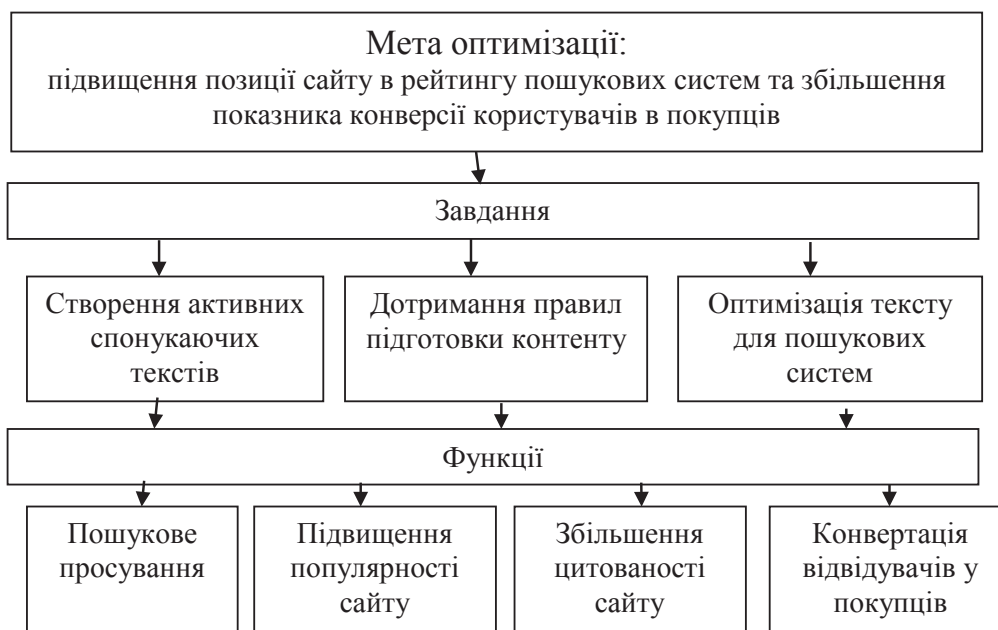 Мета оптимізації:
підвищення позиції сайту в рейтингу пошукових систем та збільшення
показника конверсії користувачів в покупців
Завдання
Створення активних
спонукаючих
текстів
Дотримання правил
підготовки контенту
Оптимізація тексту
для пошукових
систем
Функції
Пошукове
просування
Підвищення
популярності
сайту
Збільшення
цитованості
сайту
Конвертація
відвідувачів у
покупців